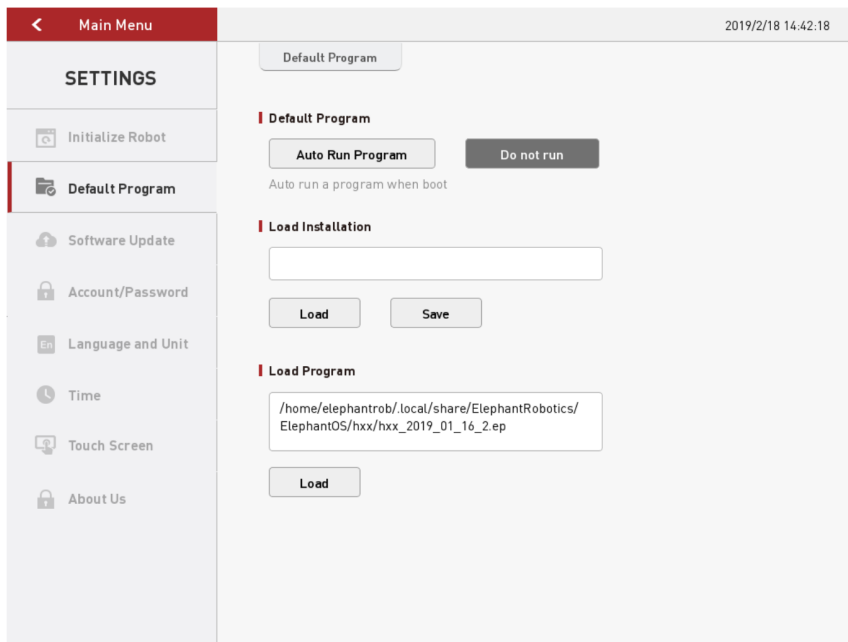 Main Menu
2019/2/18 14:42:18
SETTINGS
Initialize Robot
Default Program
Software Update
Account/Password
En
Language and Unit
Time
Touch Screen
About Us
Default Program
Default Program
Auto Run Program
Do not run
Auto run a program when boot
Load Installation
Load
Save
Load Program
/home/elephantrob/.local/share/ElephantRobotics/
ElephantOS/hxx/hxx_2019_01_16_2.ep
Load